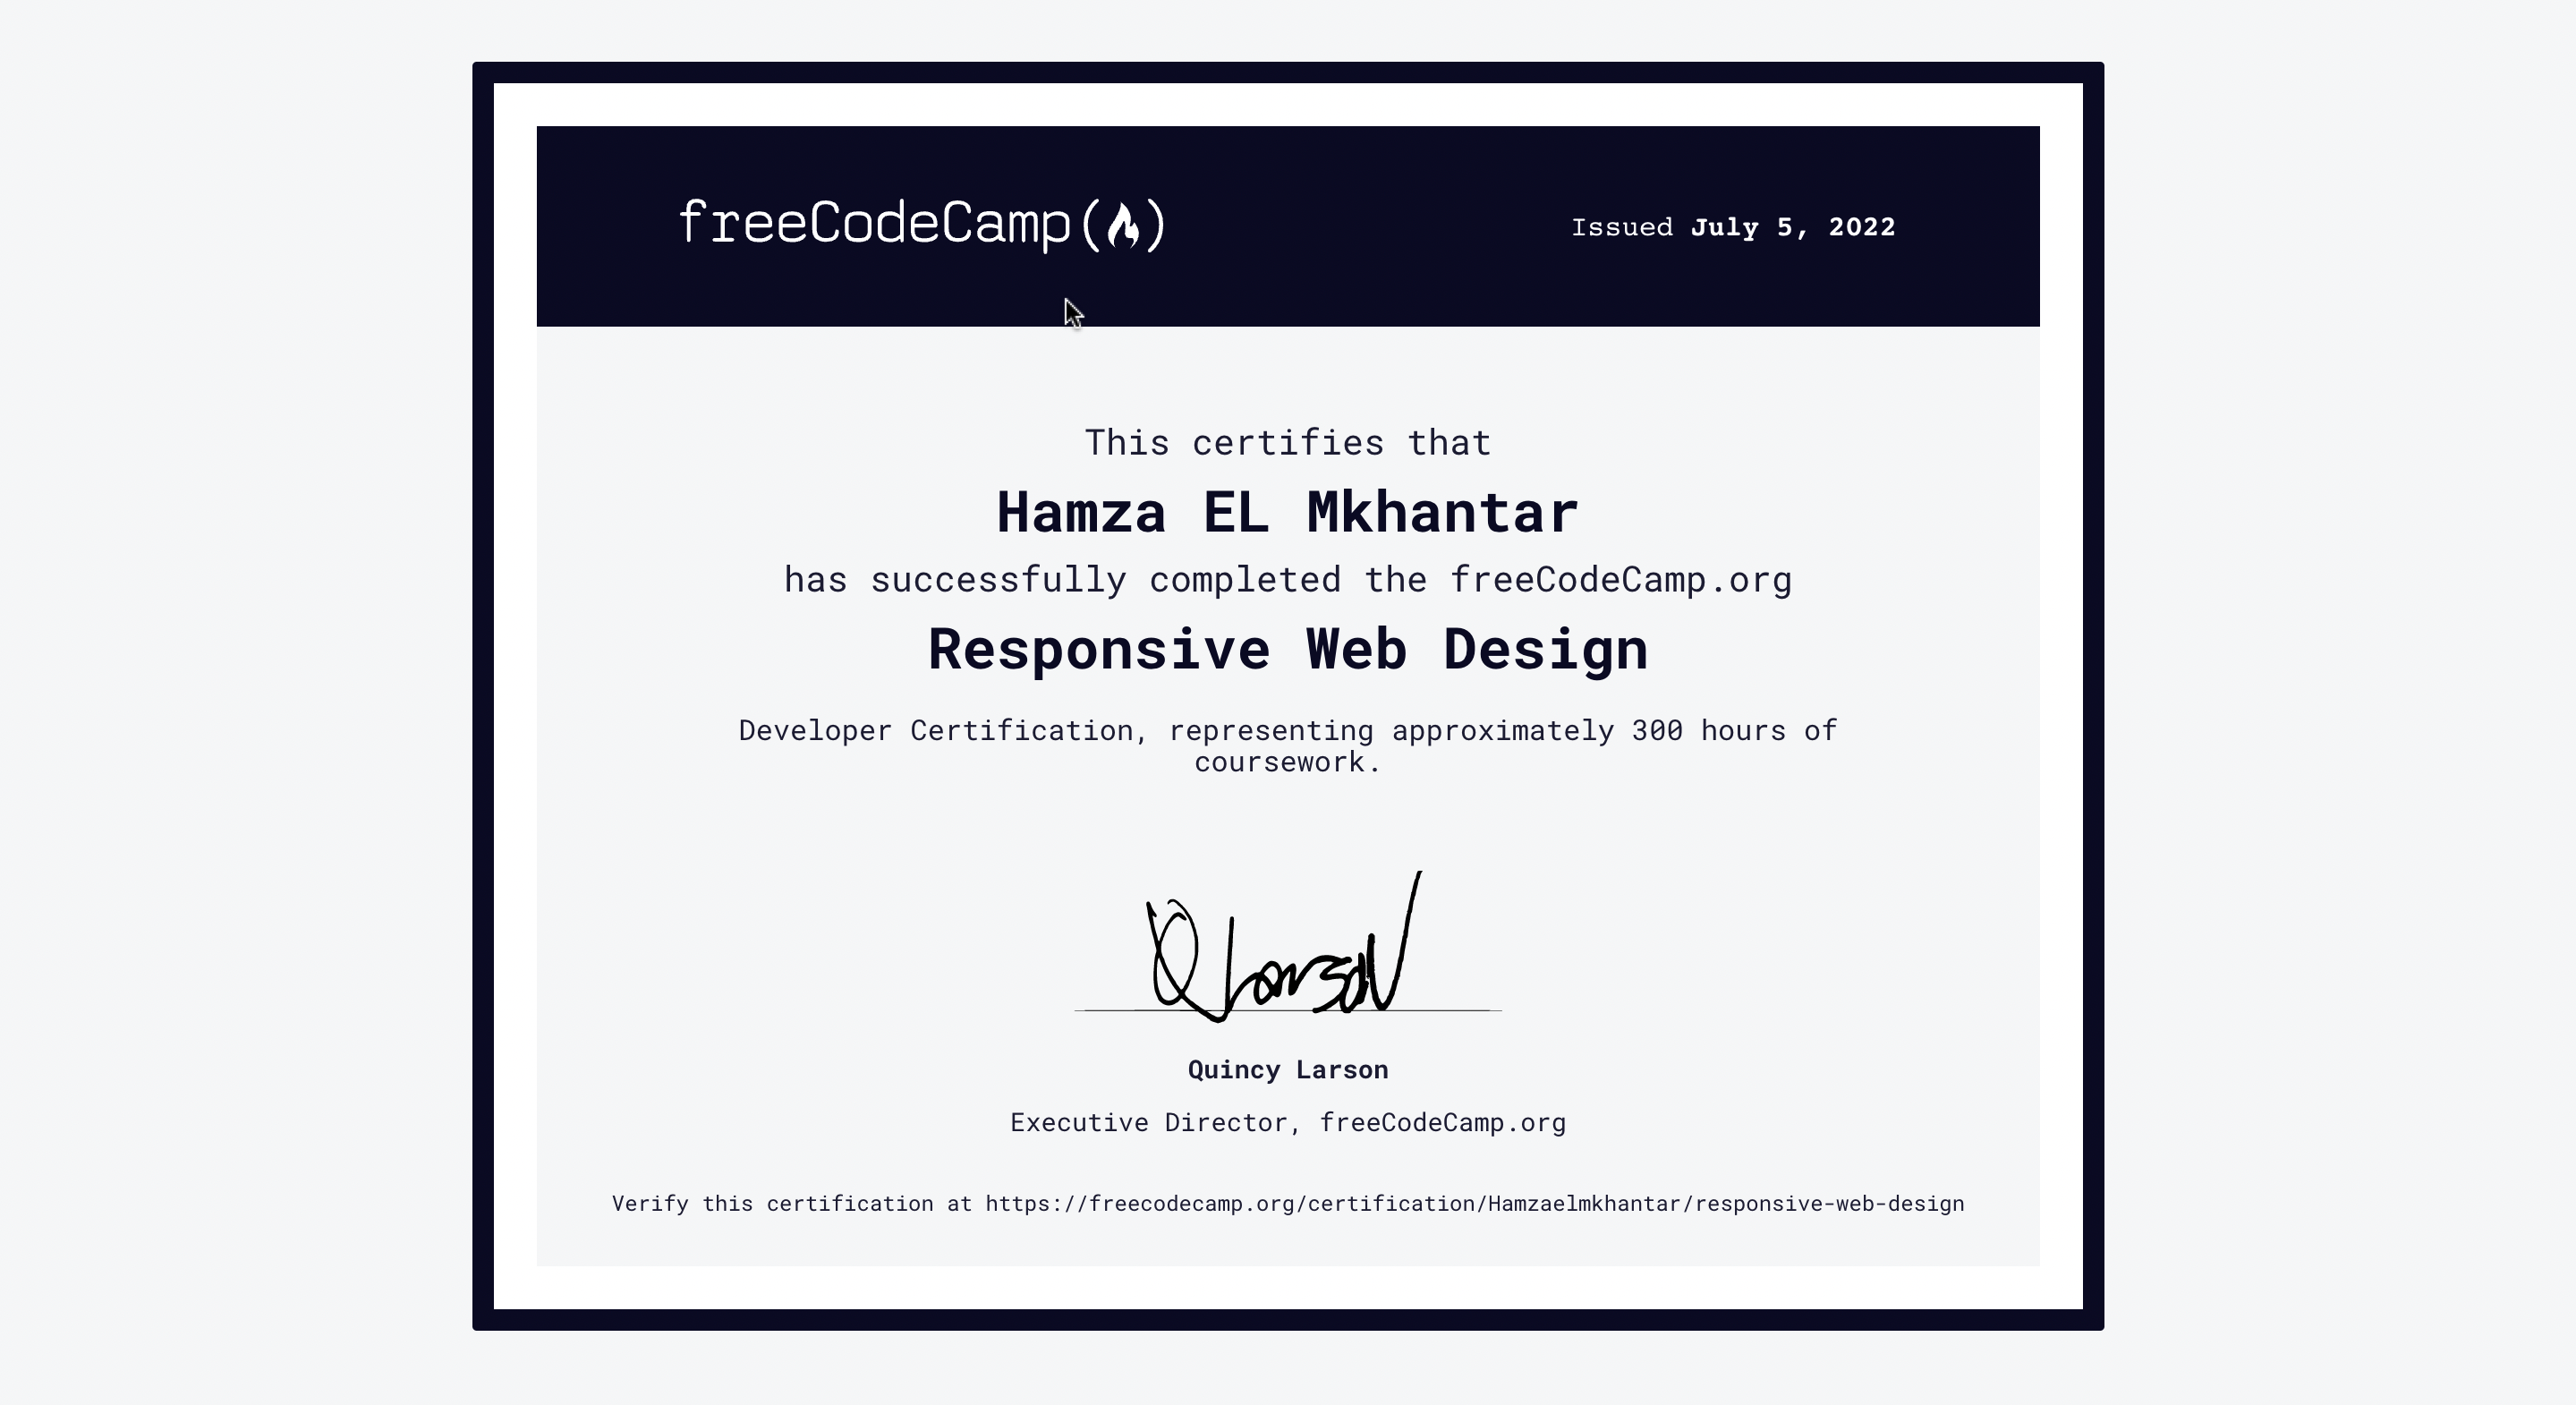 freeCodeCamp(🔥)
Issued July 5, 2022
This certifies that
Hamza EL Mkhantar
has successfully completed the freeCodeCamp.org
Responsive Web Design
Developer Certification, representing approximately 300 hours of
coursework.
Q Larson
Quincy Larson
Executive Director, freeCodeCamp.org
Verify this certification at https://freecodecamp.org/certification/Hamzaelmkhantar/responsive-web-design